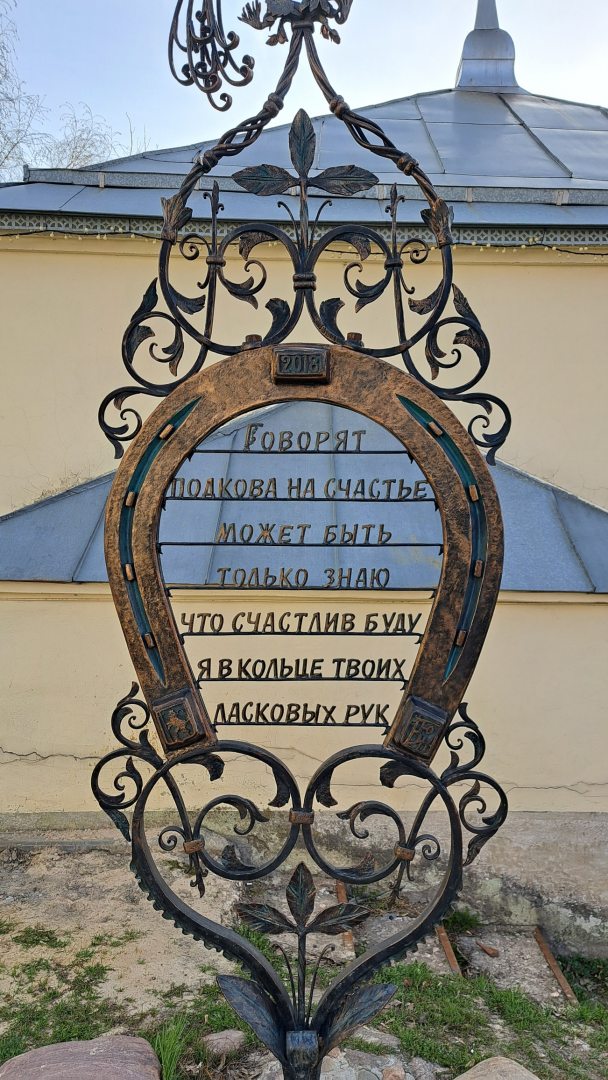 2018
ГОВОРЯТ
ПОДКОВА НА СЧАСТЬЕ
МОЖЕТ БЫТЬ
ТОЛЬКО ЗНАЮ
ЧТО СЧАСТЛИВ БУДУ
Я В КОЛЬЦЕ ТВОИХ
ЛАСКОВЫХ РУК